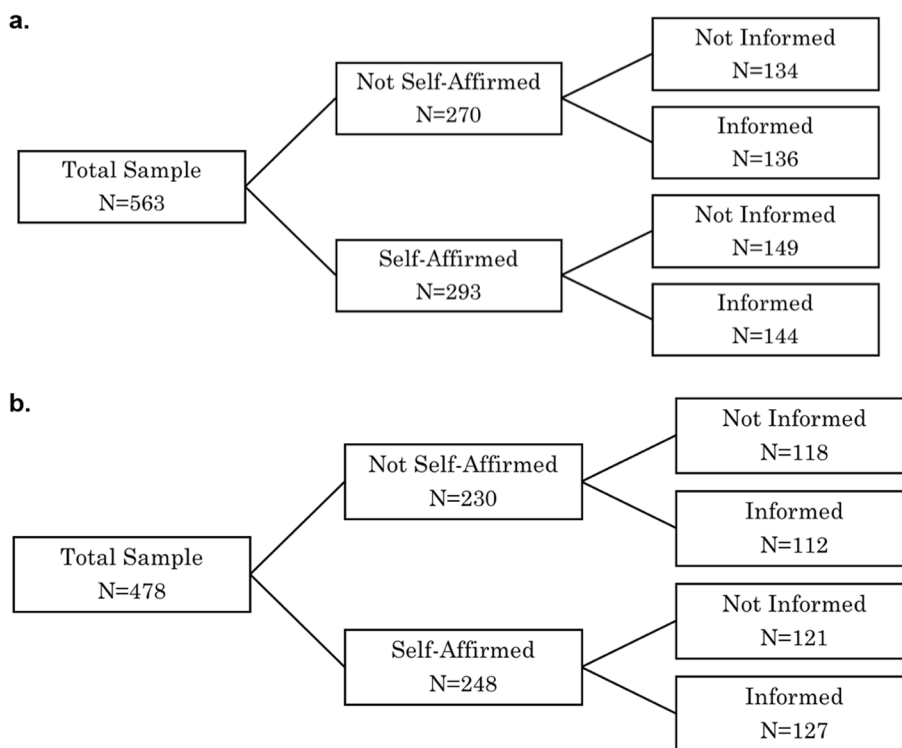 a.
Total Sample
N=563
Not Self-Affirmed
N=270
Self-Affirmed
N=293
Not Informed
N=134
Informed
N=136
Not Informed
N=149
Informed
N=144
b.
Total Sample
N=478
Not Self-Affirmed
N=230
Self-Affirmed
N=248
Not Informed
N=118
Informed
N=112
Not Informed
N=121
Informed
N=127